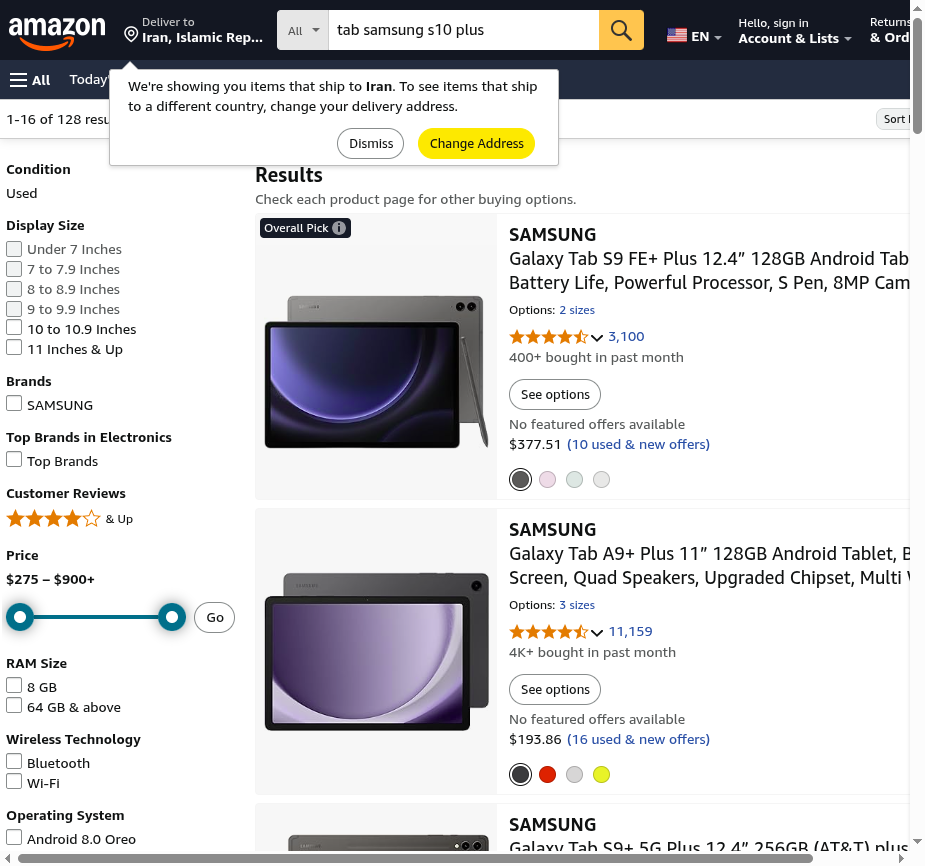 amazon
Deliver to
Iran, Islamic Rep...
All
tab samsung s10 plus
EN
Hello, sign in
Account & Lists
Returns
& Ord
All
Today'
We're showing you items that ship to Iran. To see items that ship
to a different country, change your delivery address.
Dismiss
Change Address
1-16 of 128 resu
Sort
Condition
Used
Display Size
Under 7 Inches
7 to 7.9 Inches
8 to 8.9 Inches
9 to 9.9 Inches
10 to 10.9 Inches
11 Inches & Up
Brands
SAMSUNG
Top Brands in Electronics
Top Brands
Customer Reviews
& Up
Price
$275 – $900+
Go
RAM Size
8 GB
64 GB & above
Wireless Technology
Bluetooth
Wi-Fi
Operating System
Android 8.0 Oreo
Results
Check each product page for other buying options.
Overall Pick
SAMSUNG
Galaxy Tab S9 FE+ Plus 12.4” 128GB Android Tab
Battery Life, Powerful Processor, S Pen, 8MP Cam
Options: 2 sizes
3,100
400+ bought in past month
See options
No featured offers available
$377.51 (10 used & new offers)
SAMSUNG
Galaxy Tab A9+ Plus 11” 128GB Android Tablet, B
Screen, Quad Speakers, Upgraded Chipset, Multi
Options: 3 sizes
11,159
4K+ bought in past month
See options
No featured offers available
$193.86 (16 used & new offers)
SAMSUNG
Galaxy Tab S9+ 5G Plus 12.4” 256GB (AT&T) plus